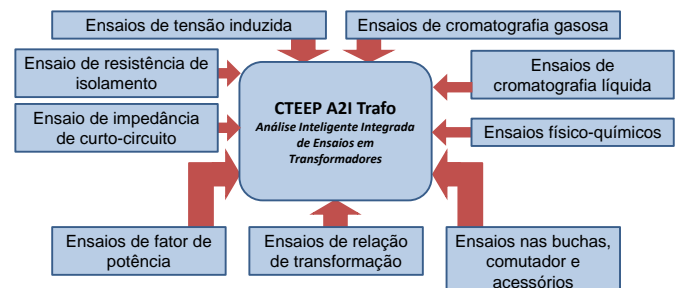 Ensaios de tensão induzida
Ensaios de cromatografia gasosa
Ensaio de resistência de
isolamento
Ensaios de
cromatografia líquida
CTEEP A2I Trafo
Análise Inteligente Integrada
de Ensaios em
Transformadores
Ensaio de impedância
de curto-circuito
Ensaios físico-químicos
Ensaios de fator de
potência
Ensaios de relação
de transformação
Ensaios nas buchas,
comutador e
acessórios